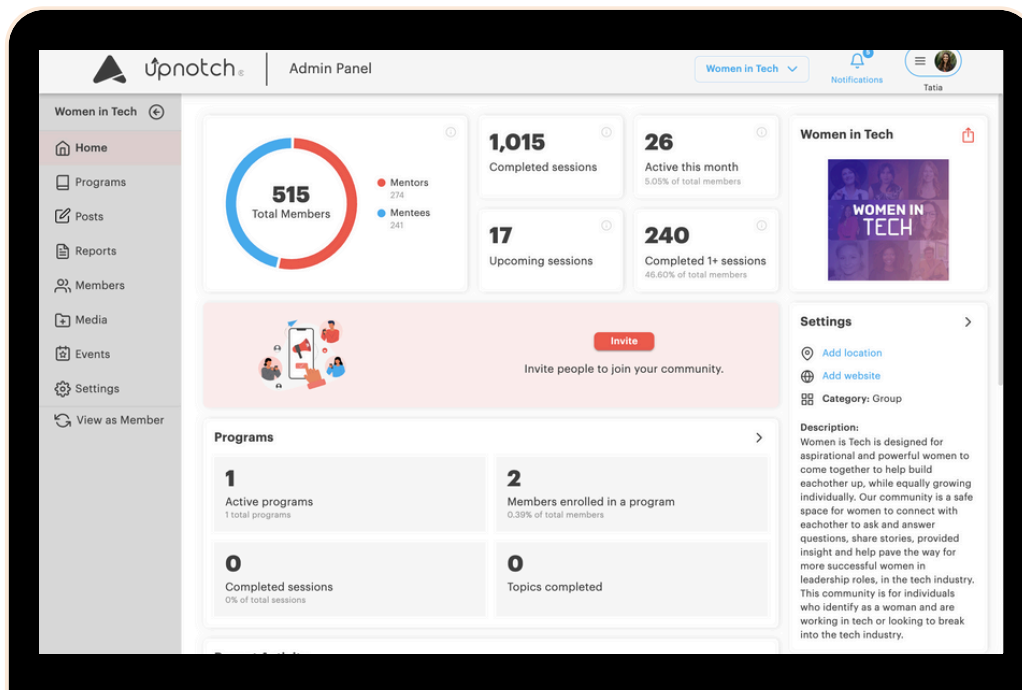 upnotch®
Admin Panel
Women in Tech
Notifications
Tatia
Women in Tech
Home
Programs
Posts
Reports
Members
Media
Events
Settings
View as Member
515
Total Members
Mentors
274
Mentees
241
1,015
Completed sessions
26
Active this month
5.05% of total members
17
Upcoming sessions
240
Completed 1+ sessions
46.60% of total members
Invite
Invite people to join your community.
Programs
1
Active programs
1 total programs
2
Members enrolled in a program
0.39% of total members
0
Completed sessions
0% of total sessions
0
Topics completed
Women in Tech
WOMEN IN
TECH
Settings
Add location
Add website
Category: Group
Description:
Women is Tech is designed for
aspirational and powerful women to
come together to help build
eachother up, while equally growing
individually. Our community is a safe
space for women to connect with
eachother to ask and answer
questions, share stories, provided
insight and help pave the way for
more successful women in
leadership roles, in the tech industry.
This community is for individuals
who identify as a woman and are
working in tech or looking to break
into the tech industry.